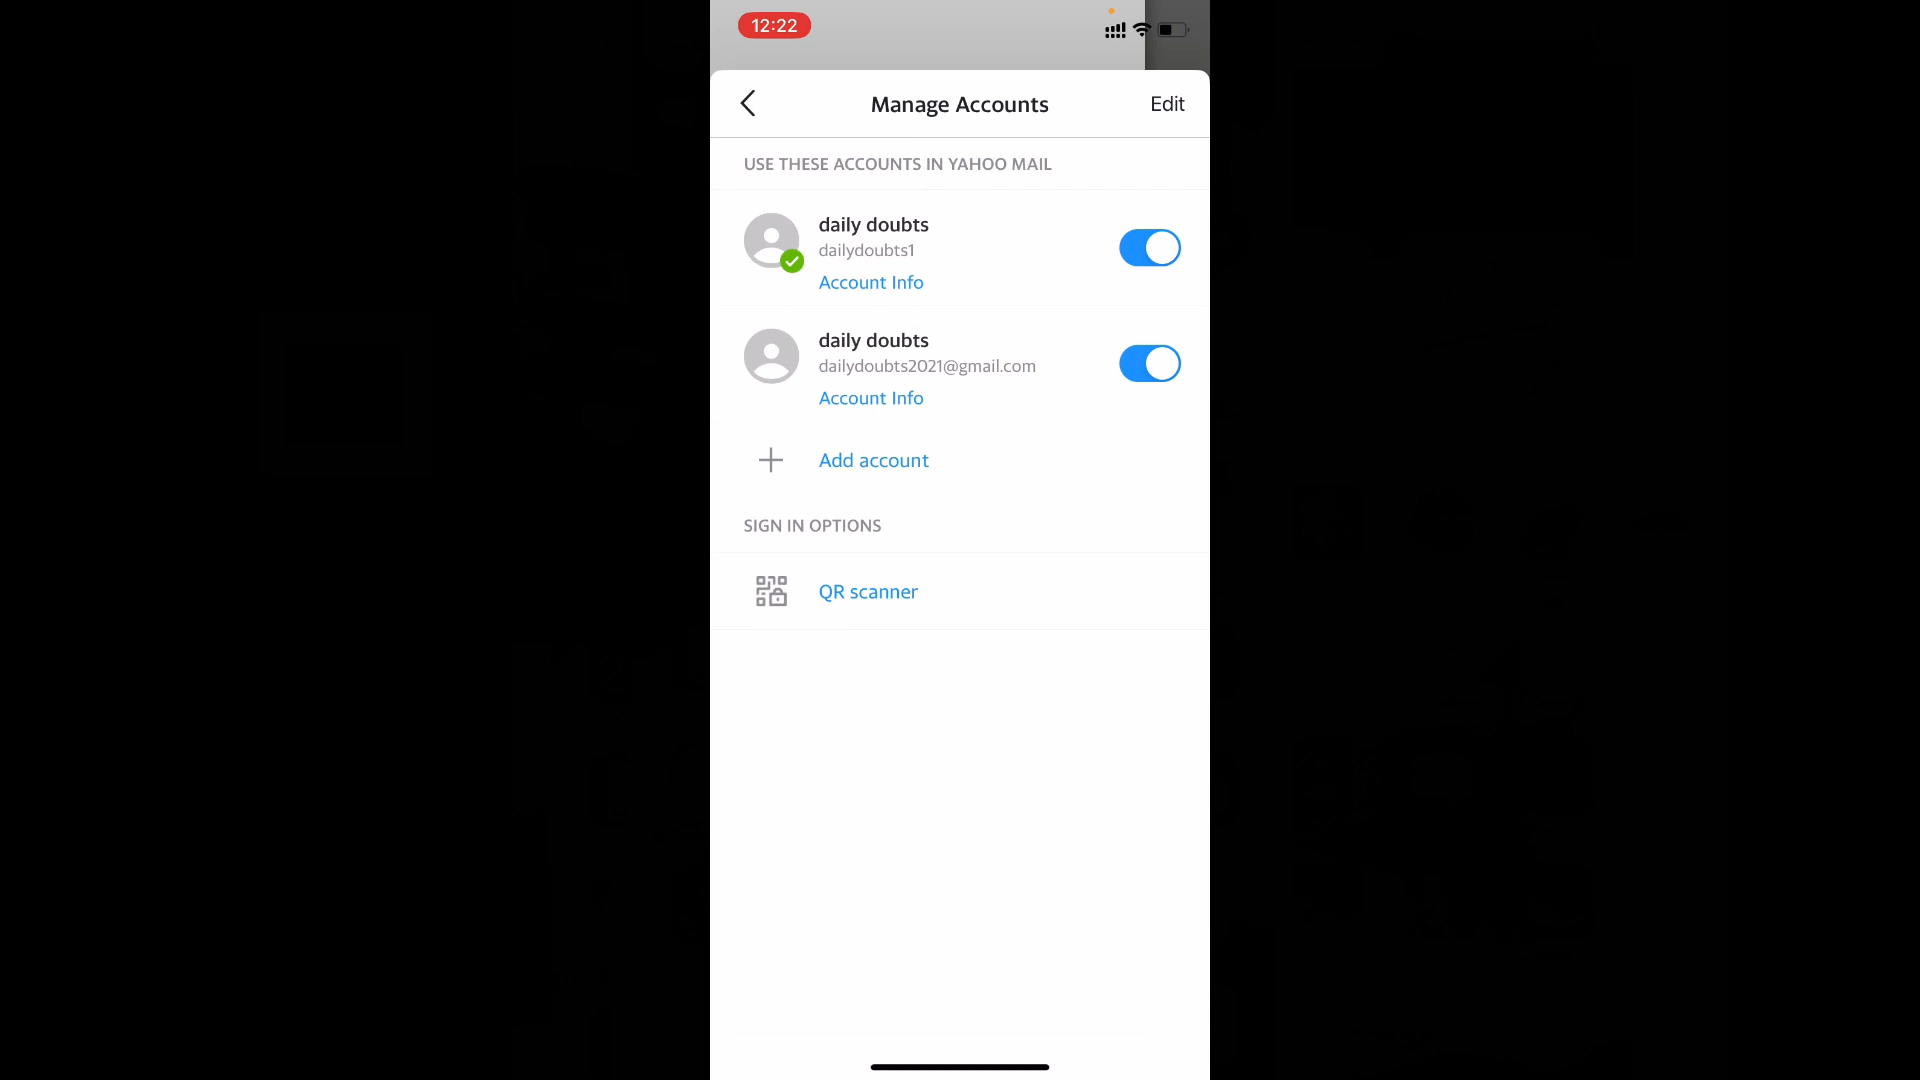 12:22
Manage Accounts
Edit
USE THESE ACCOUNTS IN YAHOO MAIL
daily doubts
dailydoubts1
Account Info
daily doubts
dailydoubts2021@gmail.com
Account Info
Add account
SIGN IN OPTIONS
QR scanner